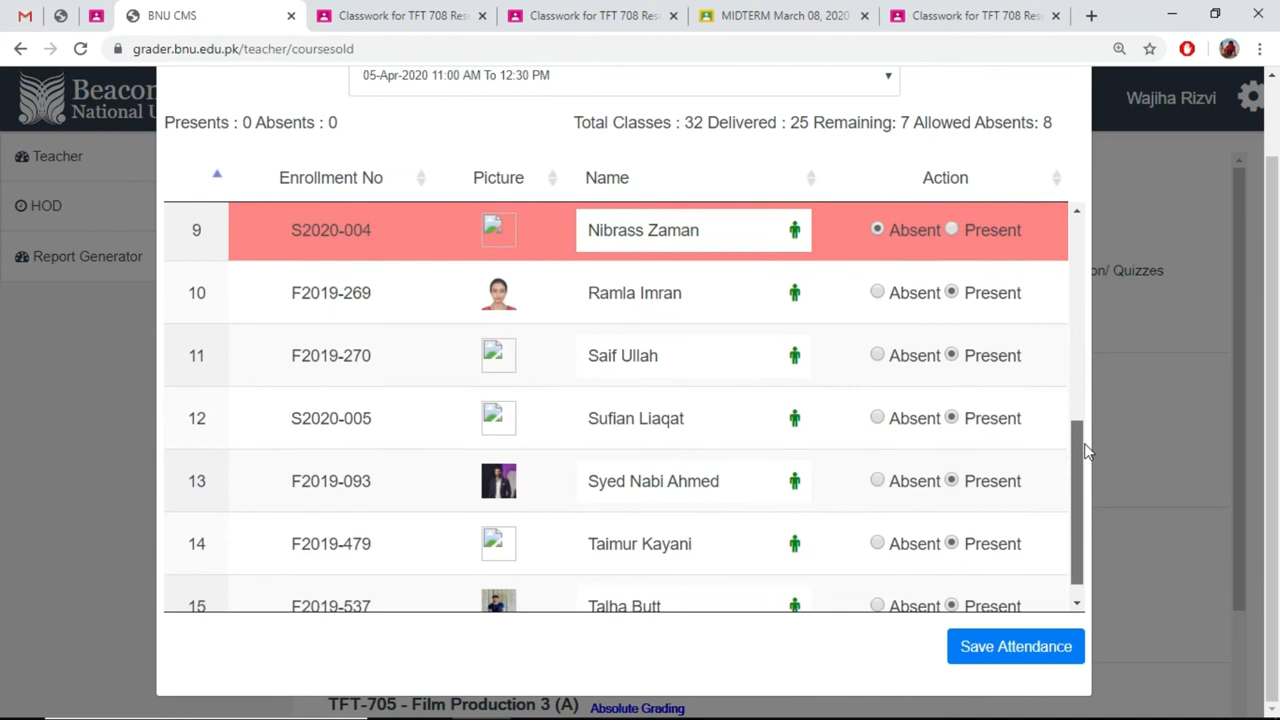 BNU CMS
Classwork for TFT 708 Res
Classwork for TFT 708 Res
MIDTERM March 08, 2020
Classwork for TFT 708 Res
grader.bnu.edu.pk/teacher/coursesold
Beacon
National U
Wajiha Rizvi
Teacher
HOD
Report Generator
on/ Quizzes
05-Apr-2020 11:00 AM To 12:30 PM
Presents : 0 Absents : 0
Total Classes : 32 Delivered : 25 Remaining: 7 Allowed Absents: 8
Enrollment No Picture Name Action
9 S2020-004 Nibrass Zaman Absent Present
10 F2019-269 Ramla Imran Absent Present
11 F2019-270 Saif Ullah Absent Present
12 S2020-005 Sufian Liaqat Absent Present
13 F2019-093 Syed Nabi Ahmed Absent Present
14 F2019-479 Taimur Kayani Absent Present
15 F2019-537 Talha Butt Absent Present
Save Attendance
TFT-705 - Film Production 3 (A) Absolute Grading